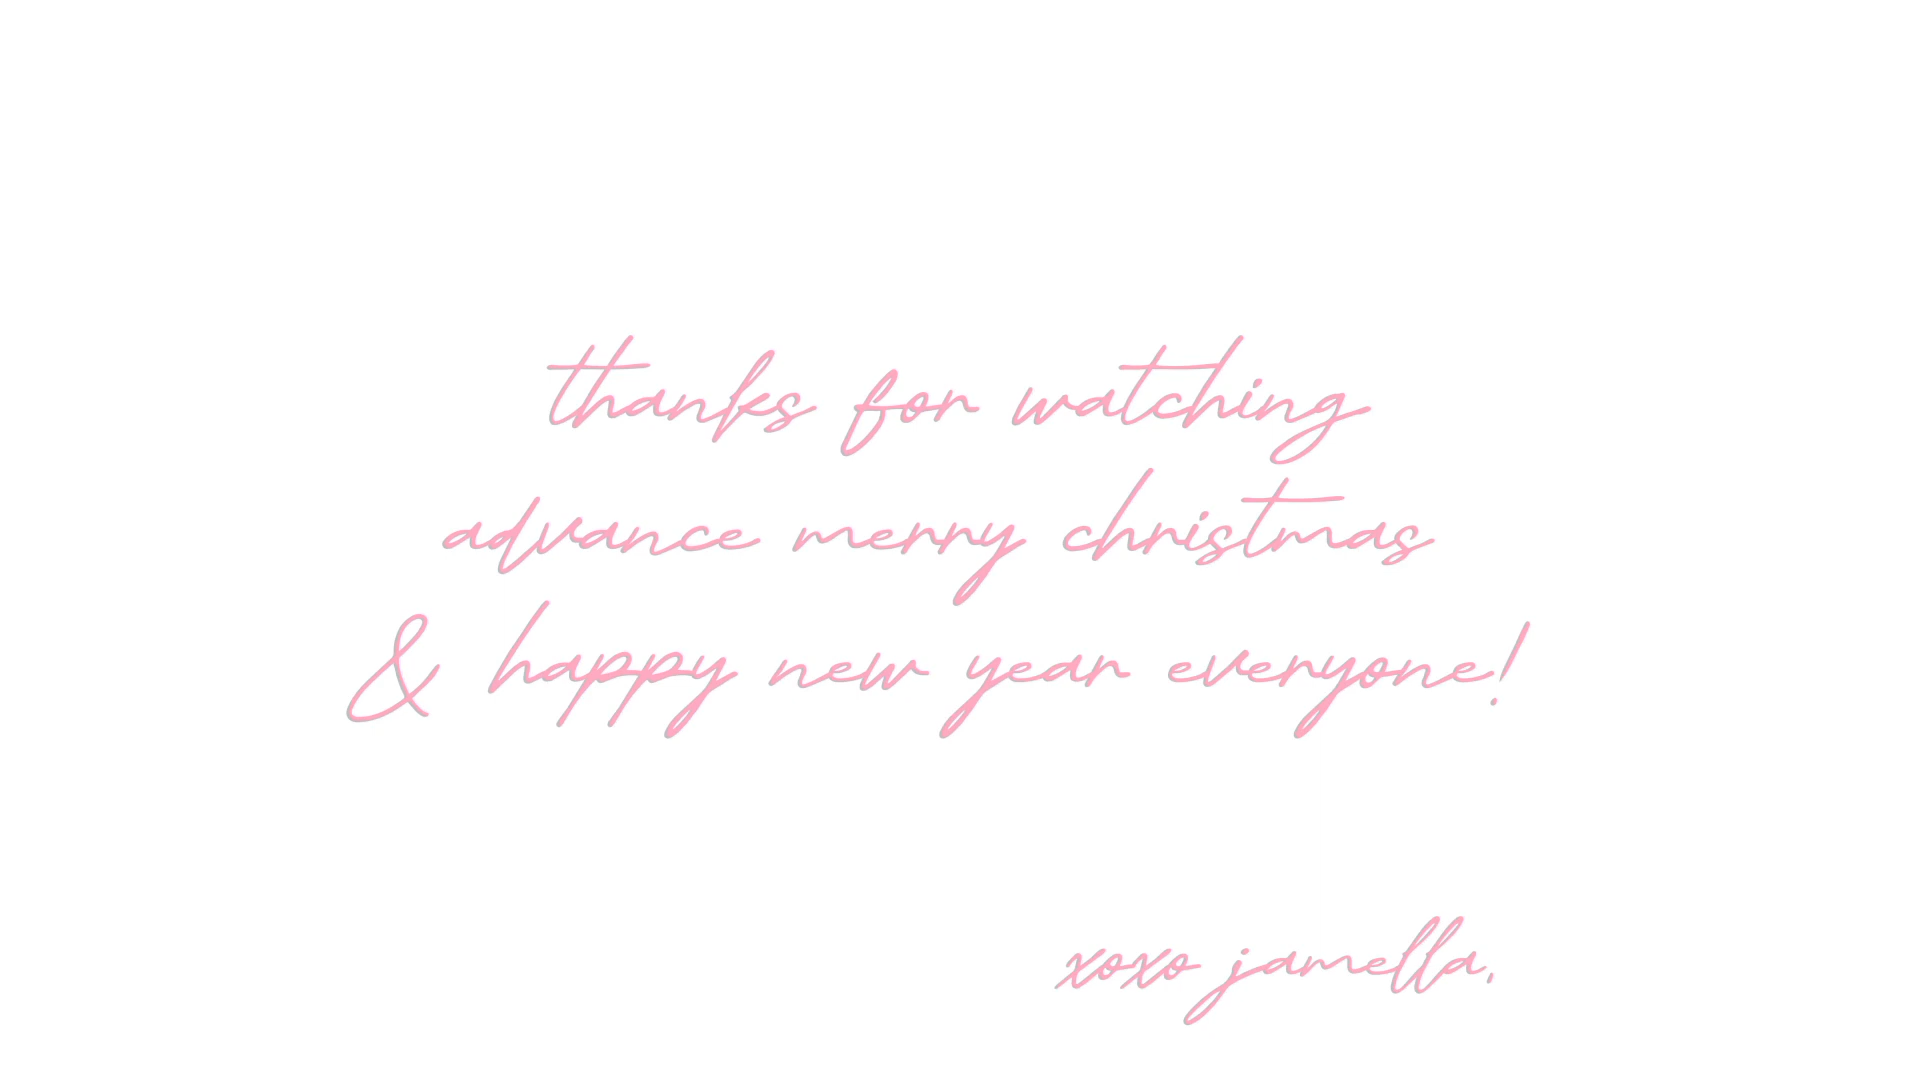 thanks for watching
advance merry christmas
& happy new year everyone!
xoxo jamella.